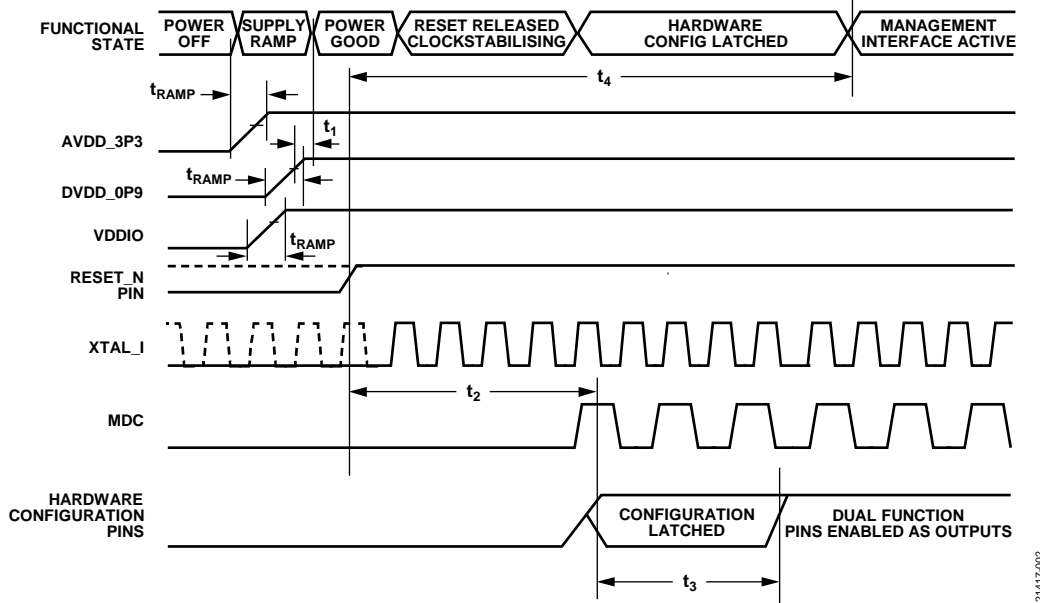 FUNCTIONAL
STATE
POWER
OFF
SUPPLY
RAMP
POWER
GOOD
RESET RELEASED
CLOCKSTABILISING
HARDWARE
CONFIG LATCHED
MANAGEMENT
INTERFACE ACTIVE
t4
tRAMP
t1
AVDD_3P3
tRAMP
DVDD_0P9
VDDIO
tRAMP
RESET_N
PIN
XTAL_I
t2
MDC
HARDWARE
CONFIGURATION
PINS
CONFIGURATION
LATCHED
DUAL FUNCTION
PINS ENABLED AS OUTPUTS
t3
21417-002